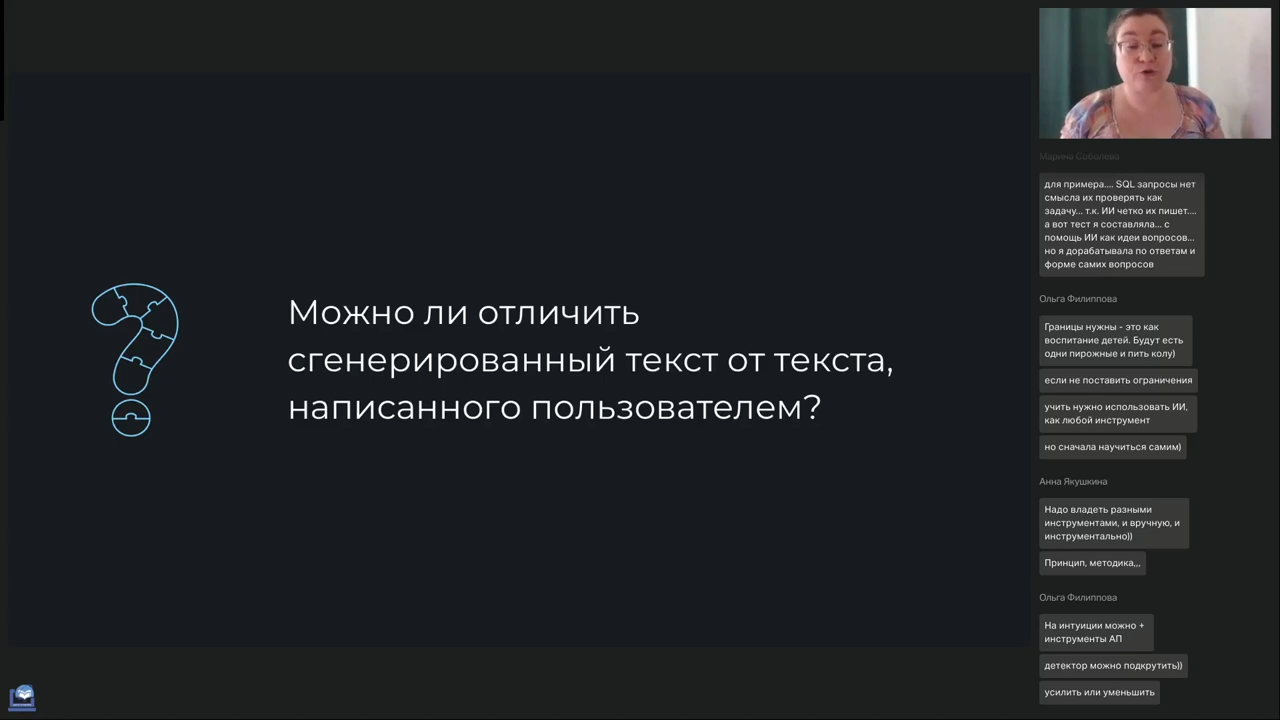 Можно ли отличить
сгенерированный текст от текста,
написанного пользователем?
Марина Соболева
для примера.... SQL запросы нет
смысла их проверять как
задачу... т.к. ИИ четко их пишет....
а вот тест я составляла... с
помощь ИИ как идеи вопросов...
но я дорабатывала по ответам и
форме самих вопросов
Ольга Филиппова
Границы нужны - это как
воспитание детей. Будут есть
одни пирожные и пить колу)
если не поставить ограничения
учить нужно использовать ИИ,
как любой инструмент
но сначала научиться самим)
Анна Якушкина
Надо владеть разными
инструментами, и вручную, и
инструментально))
Принцип, методика,,,
Ольга Филиппова
На интуиции можно +
инструменты АП
детектор можно подкрутить))
усилить или уменьшить